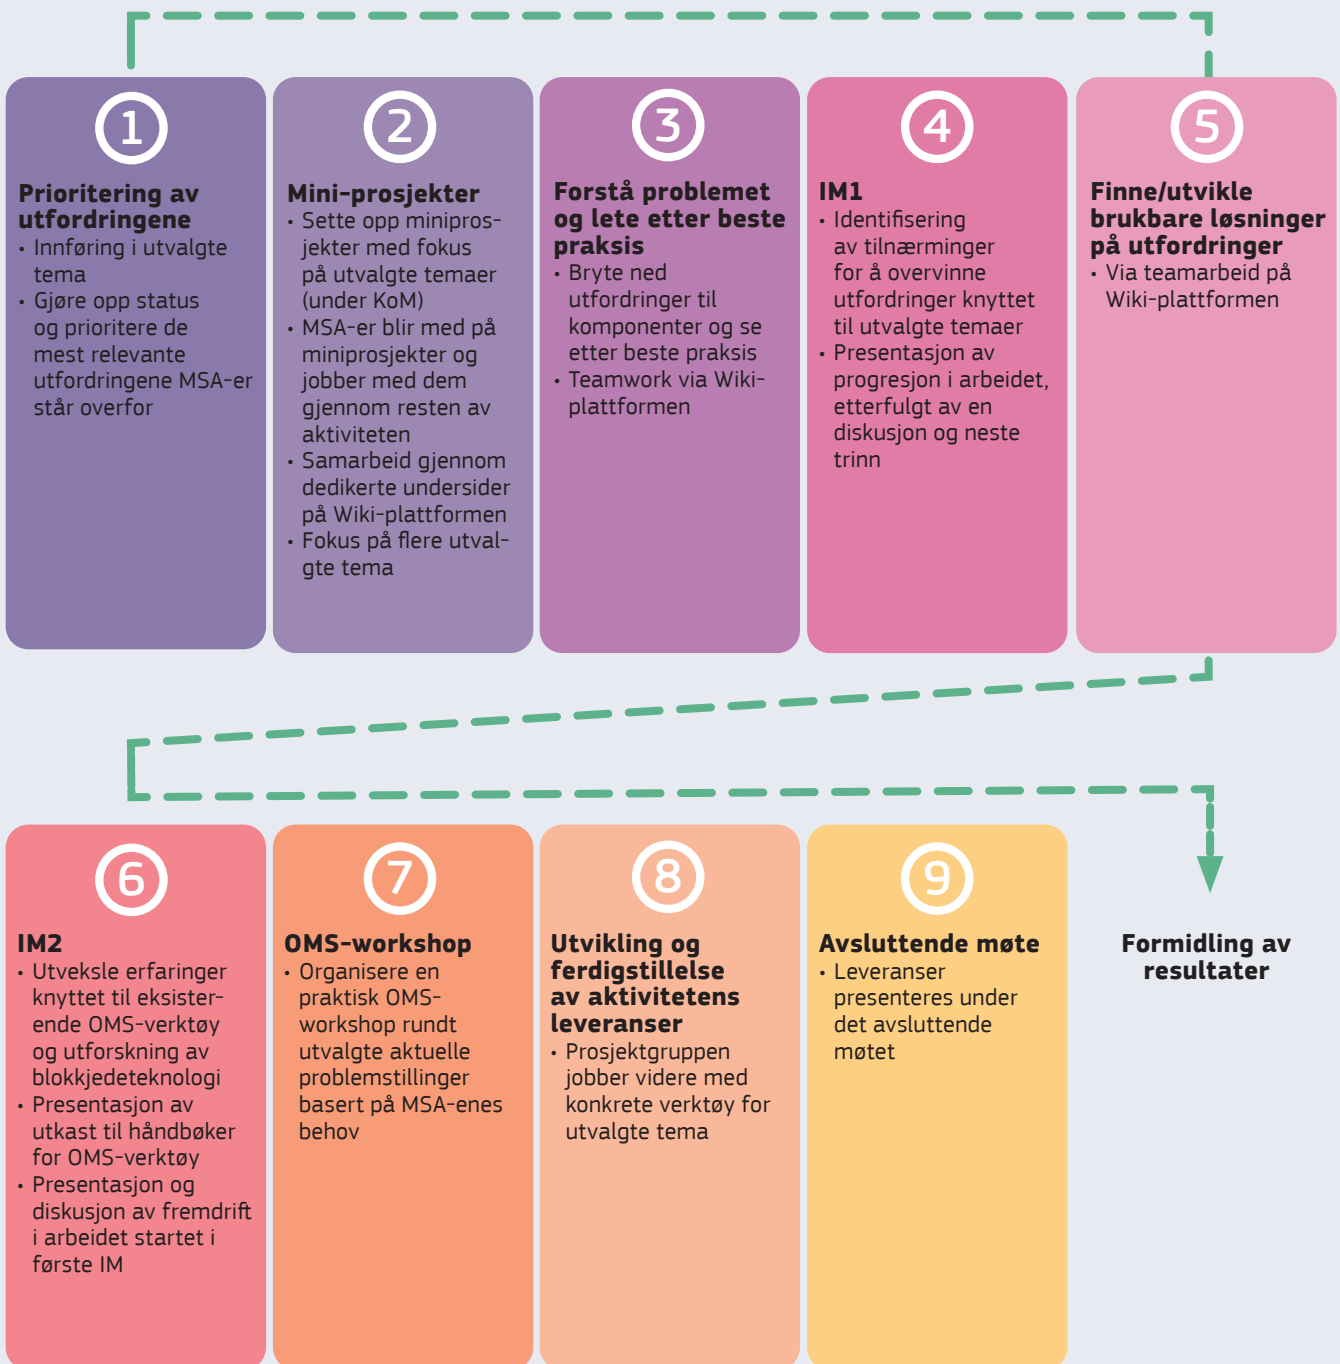 1
Prioritering av
utfordringene
• Innføring i utvalgte
tema
• Gjøre opp status
og prioritere de
mest relevante
utfordringene MSA-er
står overfor
2
Mini-prosjekter
• Sette opp minipros-
jekter med fokus
på utvalgte temaer
(under KoM)
• MSA-er blir med på
miniprosjekter og
jobber med dem
gjennom resten av
aktiviteten
• Samarbeid gjennom
dedikerte undersider
på Wiki-plattformen
• Fokus på flere utval-
gte tema
3
Forstå problemet
og lete etter beste
praksis
• Bryte ned
utfordringer til
komponenter og se
etter beste praksis
• Teamwork via Wiki-
plattformen
4
IM1
• Identifisering
av tilnærminger
for å overvinne
utfordringer knyttet
til utvalgte temaer
• Presentasjon av
progresjon i arbeidet,
etterfulgt av en
diskusjon og neste
trinn
5
Finne/utvikle
brukbare løsninger
på utfordringer
• Via teamarbeid på
Wiki-plattformen
6
IM2
• Utveksle erfaringer
knyttet til eksister-
ende OMS-verktøy
og utforskning av
blokkjedeteknologi
• Presentasjon av
utkast til håndbøker
for OMS-verktøy
• Presentasjon og
diskusjon av fremdrift
i arbeidet startet i
første IM
7
OMS-workshop
• Organisere en
praktisk OMS-
workshop rundt
utvalgte aktuelle
problemstillinger
basert på MSA-enes
behov
8
Utvikling og
ferdigstillelse
av aktivitetens
leveranser
• Prosjektgruppen
jobber videre med
konkrete verktøy for
utvalgte tema
9
Avsluttende møte
• Leveranser
presenteres under
det avsluttende
møtet
Formidling av
resultater